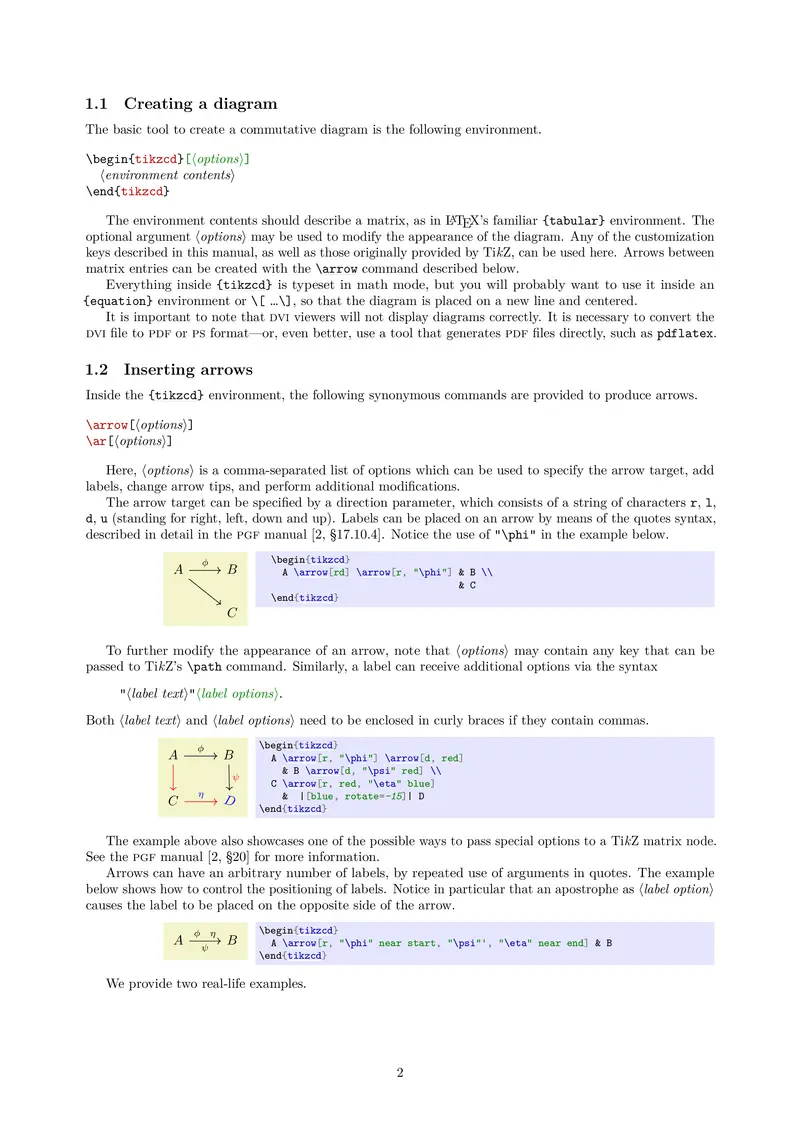 1.1 Creating a diagram
The basic tool to create a commutative diagram is the following environment.
\begin{tikzcd}[⟨options⟩]
⟨environment contents⟩
\end{tikzcd}
The environment contents should describe a matrix, as in LATEX's familiar {tabular} environment. The
optional argument ⟨options⟩ may be used to modify the appearance of the diagram. Any of the customization
keys described in this manual, as well as those originally provided by TikZ, can be used here. Arrows between
matrix entries can be created with the \arrow command described below.
Everything inside {tikzcd} is typeset in math mode, but you will probably want to use it inside an
{equation} environment or \[ …\], so that the diagram is placed on a new line and centered.
It is important to note that DVI viewers will not display diagrams correctly. It is necessary to convert the
DVI file to PDF or PS format—or, even better, use a tool that generates PDF files directly, such as pdflatex.
1.2 Inserting arrows
Inside the {tikzcd} environment, the following synonymous commands are provided to produce arrows.
\arrow[⟨options⟩]
\ar[⟨options⟩]
Here, ⟨options⟩ is a comma-separated list of options which can be used to specify the arrow target, add
labels, change arrow tips, and perform additional modifications.
The arrow target can be specified by a direction parameter, which consists of a string of characters r, l,
d, u (standing for right, left, down and up). Labels can be placed on an arrow by means of the quotes syntax,
described in detail in the PGF manual [2, §17.10.4]. Notice the use of "\phi" in the example below.
A ϕ B
C
\begin{tikzcd}
A \arrow[rd] \arrow[r, "\phi"] & B \\
& C
\end{tikzcd}
To further modify the appearance of an arrow, note that ⟨options⟩ may contain any key that can be
passed to TikZ's \path command. Similarly, a label can receive additional options via the syntax
"⟨label text⟩"⟨label options⟩.
Both ⟨label text⟩ and ⟨label options⟩ need to be enclosed in curly braces if they contain commas.
A ϕ B
ψ
C η D
\begin{tikzcd}
A \arrow[r, "\phi"] \arrow[d, red]
& B \arrow[d, "\psi" red] \\
C \arrow[r, red, "\eta" blue]
& |[blue, rotate=-15]| D
\end{tikzcd}
The example above also showcases one of the possible ways to pass special options to a TikZ matrix node.
See the PGF manual [2, §20] for more information.
Arrows can have an arbitrary number of labels, by repeated use of arguments in quotes. The example
below shows how to control the positioning of labels. Notice in particular that an apostrophe as ⟨label option⟩
causes the label to be placed on the opposite side of the arrow.
A ϕ η B
ψ
\begin{tikzcd}
A \arrow[r, "\phi" near start, "\psi"', "\eta" near end] & B
\end{tikzcd}
We provide two real-life examples.
2